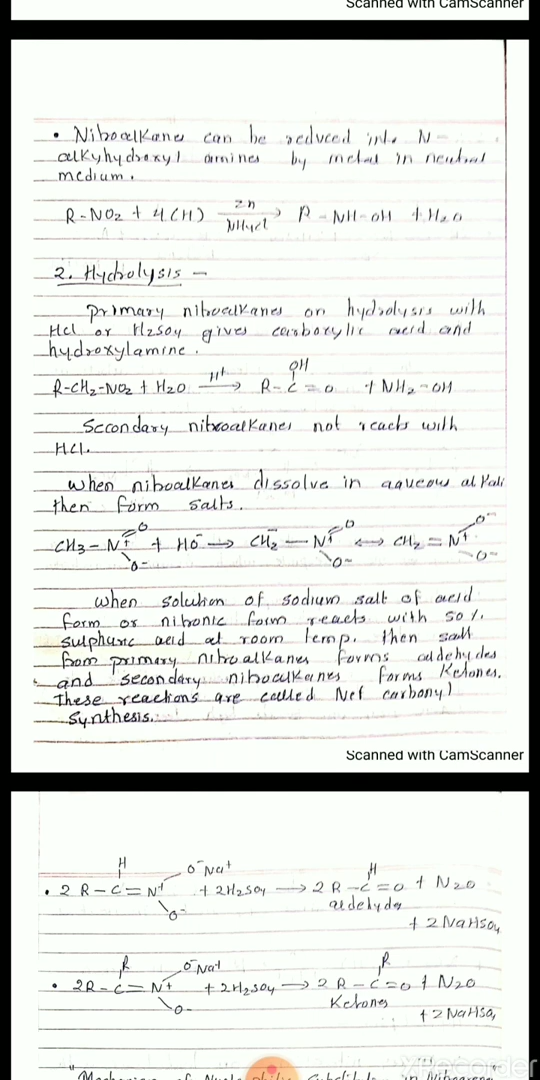 Scanned with CamScanner
• Nitroalkanes can be reduced into N-
alkyhydroxyl amines by metal in neutral
medium.
R-NO2 + 4(H) Zn/NH4Cl → R-NH-OH + H2O
2. Hydrolysis -
Primary nitroalkanes on hydrolysis with
HCl or H2SO4 gives carboxylic acid and
hydroxylamine.
OH
R-CH2-NO2 + H2O H+ → R-C=O + NH2-OH
Secondary nitroalkanes not reacts with
HCl.
When nitroalkanes dissolve in aqueous alkali
then form salts.
O O O-
CH3-N+ + HO- → CH2- — N+ ↔ CH2=N+
O- O- O-
When solution of sodium salt of acid
form or nitronic form reacts with 50%
sulphuric acid at room temp. then salt
from primary nitroalkanes forms aldehydes
and secondary nitroalkanes forms Ketones.
These reactions are called Nef carbonyl
synthesis.
Scanned with CamScanner
H O-Na+ H
• 2R-C=N+ + 2H2SO4 → 2R-C=O + N2O
O- aldehyde
+ 2NaHSO4
R O-Na+ R
• 2R-C=N+ + 2H2SO4 → 2R-C=O + N2O
O- Ketones
+ 2NaHSO4
"Mechanism of in Nitroarene"
XRecorder